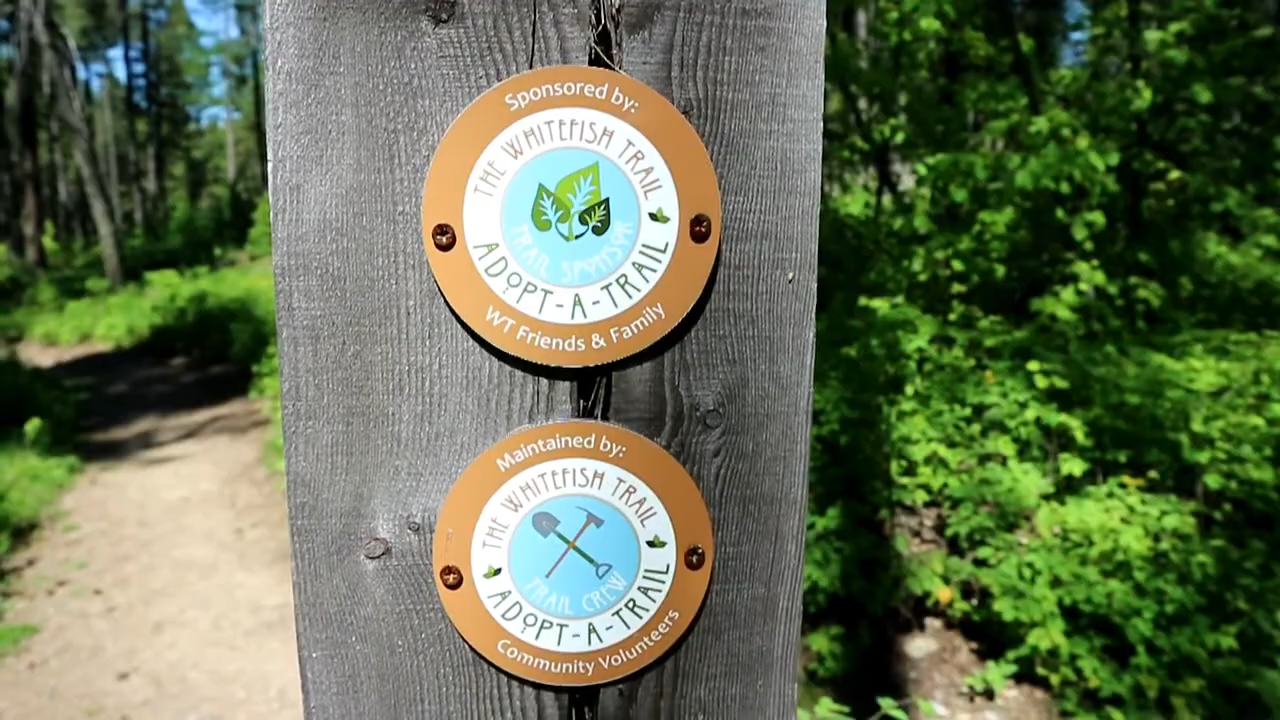 Sponsored by:
THE WHITEFISH TRAIL
TRAIL SPONSOR
ADOPT-A-TRAIL
WT Friends & Family
Maintained by:
THE WHITEFISH TRAIL
TRAIL CREW
ADOPT-A-TRAIL
Community Volunteers